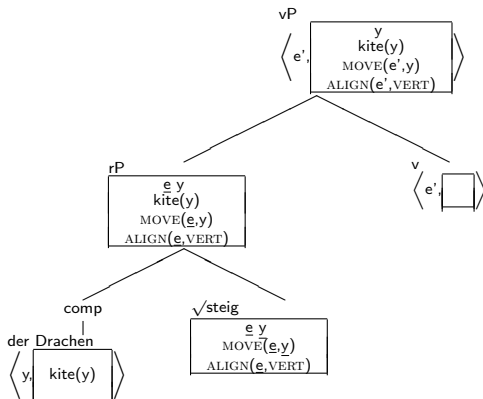 vP
y
kite(y)
⟨ e', MOVE(e',y) ⟩
ALIGN(e',VERT)
rP
e y
kite(y)
MOVE(e,y)
ALIGN(e,VERT)
v
⟨ e', ⟩
comp
der Drachen
⟨ y, kite(y) ⟩
√steig
e y
MOVE(e,y)
ALIGN(e,VERT)